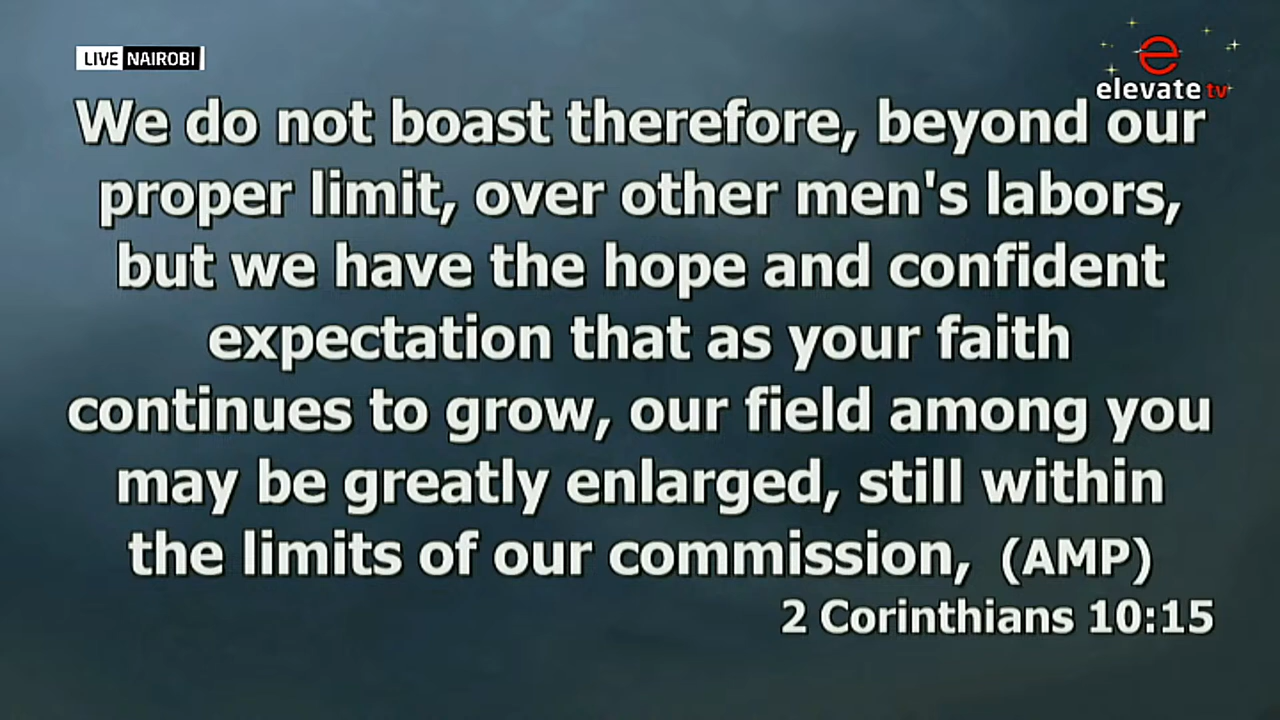 LIVE NAIROBI
e
elevate tv
We do not boast therefore, beyond our
proper limit, over other men's labors,
but we have the hope and confident
expectation that as your faith
continues to grow, our field among you
may be greatly enlarged, still within
the limits of our commission, (AMP)
2 Corinthians 10:15